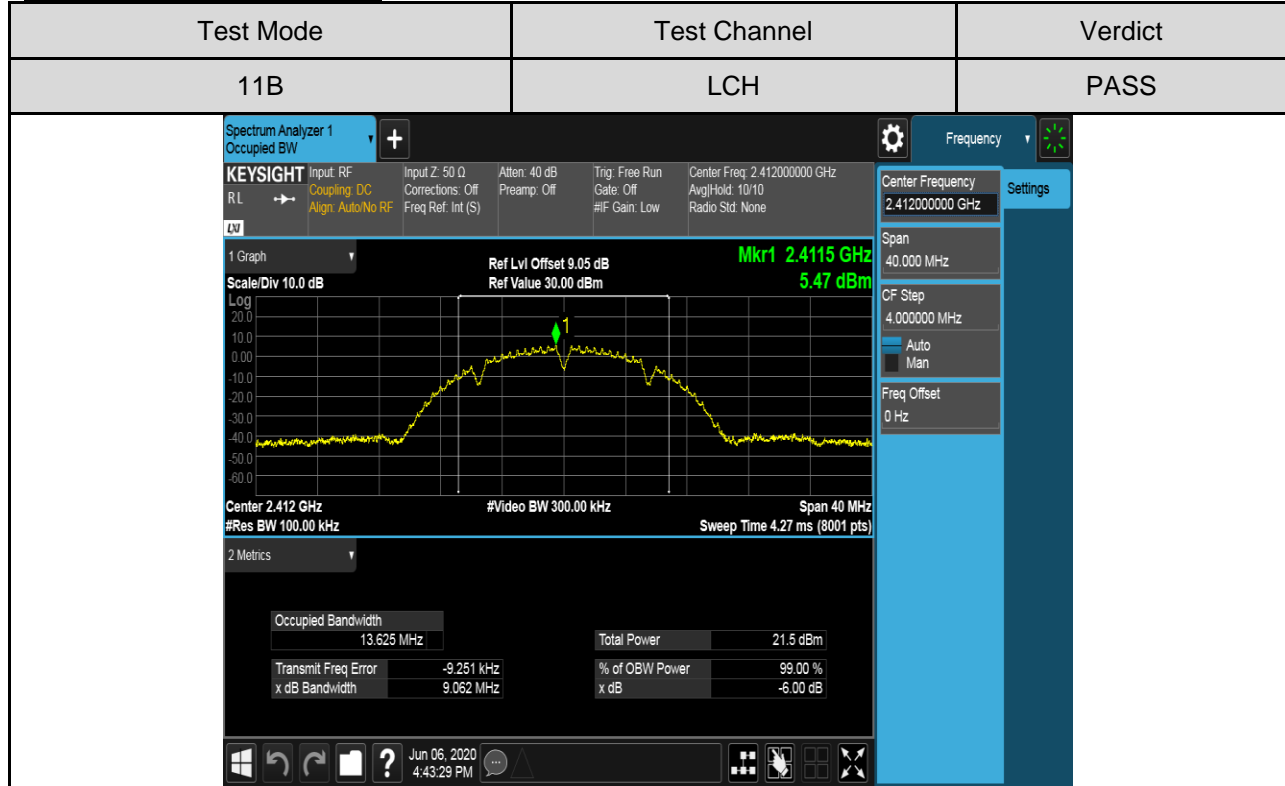 Test Mode Test Channel Verdict
11B LCH PASS
Spectrum Analyzer 1
Occupied BW
+
Frequency
KEYSIGHT Input: RF Input Z: 50 Ω Atten: 40 dB Trig: Free Run Center Freq: 2.412000000 GHz
RL Coupling: DC Corrections: Off Preamp: Off Gate: Off Avg|Hold: 10/10
Align: Auto/No RF Freq Ref: Int (S) #IF Gain: Low Radio Std: None
LXI
Center Frequency
2.412000000 GHz
Settings
Span
40.000 MHz
CF Step
4.000000 MHz
Auto
Man
Freq Offset
0 Hz
1 Graph Ref Lvl Offset 9.05 dB Mkr1 2.4115 GHz
Scale/Div 10.0 dB Ref Value 30.00 dBm 5.47 dBm
Log
20.0
10.0
0.00
-10.0
-20.0
-30.0
-40.0
-50.0
-60.0
1
Center 2.412 GHz #Video BW 300.00 kHz Span 40 MHz
#Res BW 100.00 kHz Sweep Time 4.27 ms (8001 pts)
2 Metrics
Occupied Bandwidth
13.625 MHz Total Power 21.5 dBm
Transmit Freq Error -9.251 kHz % of OBW Power 99.00 %
x dB Bandwidth 9.062 MHz x dB -6.00 dB
? Jun 06, 2020
4:43:29 PM